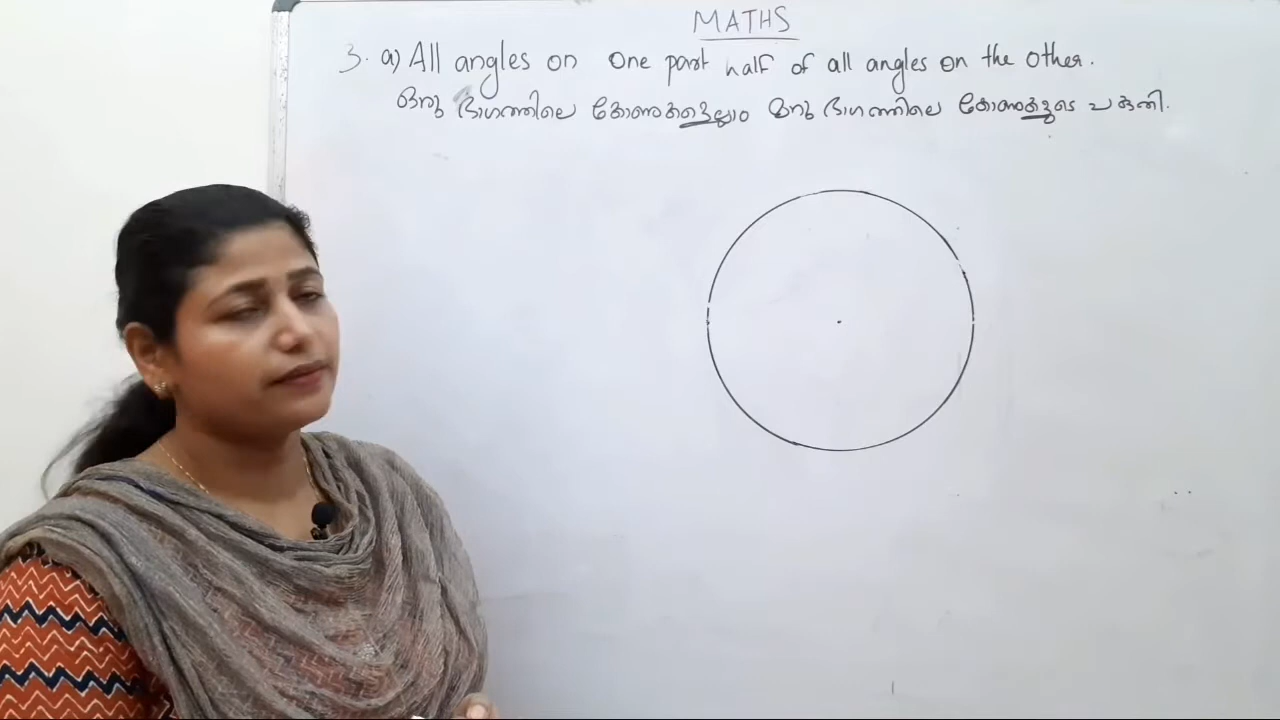 MATHS
3. a) All angles on one part half of all angles on the other.
ഒരു ഭാഗത്തിലെ കോണുകളെല്ലാം മറു ഭാഗത്തിലെ കോണുകളുടെ പകുതി.